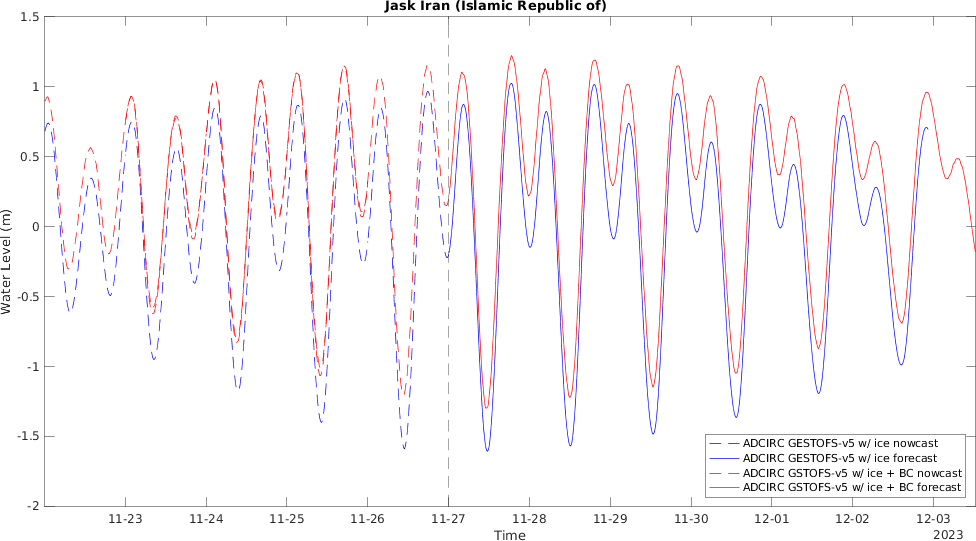 Jask Iran (Islamic Republic of)
1.5
1
0.5
0
-0.5
-1
-1.5
-2
Water Level (m)
11-23
11-24
11-25
11-26
11-27
11-28
11-29
11-30
12-01
12-02
12-03
Time
2023
ADCIRC GESTOFS-v5 w/ ice nowcast
ADCIRC GESTOFS-v5 w/ ice forecast
ADCIRC GSTOFS-v5 w/ ice + BC nowcast
ADCIRC GSTOFS-v5 w/ ice + BC forecast